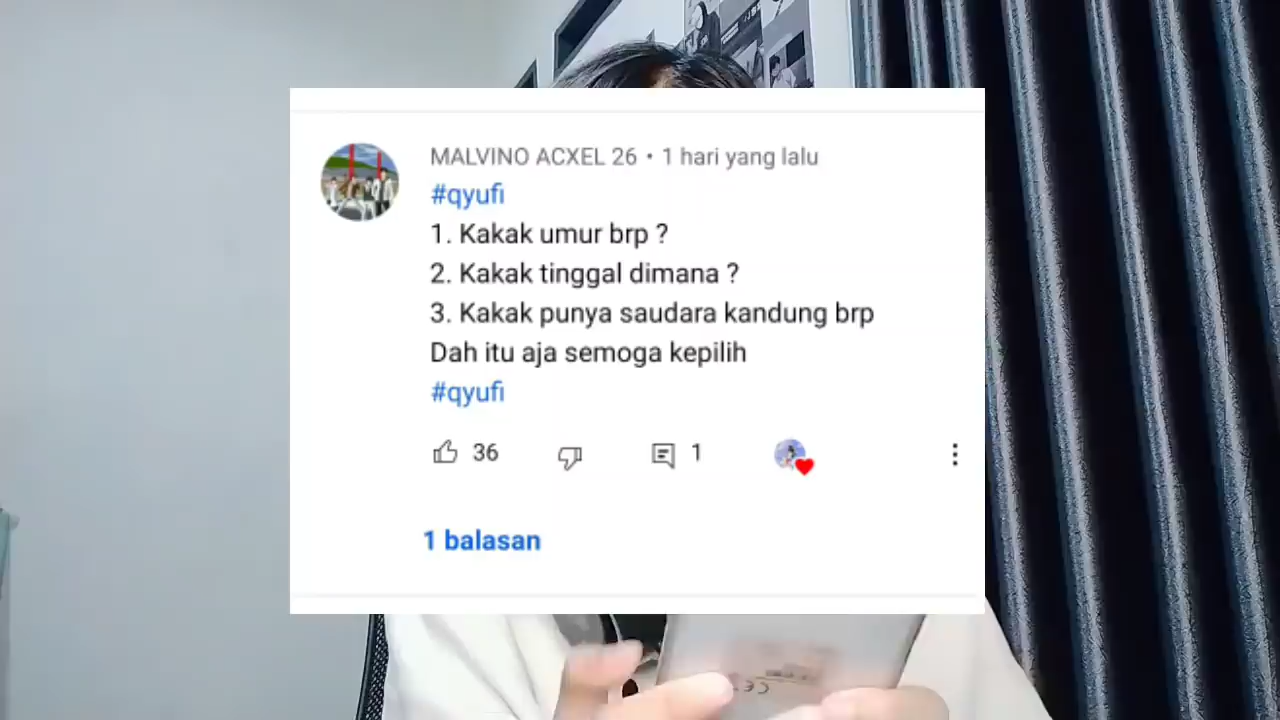 MALVINO ACXEL 26 • 1 hari yang lalu
#qyufi
1. Kakak umur brp ?
2. Kakak tinggal dimana ?
3. Kakak punya saudara kandung brp
Dah itu aja semoga kepilih
#qyufi
36
1
1 balasan